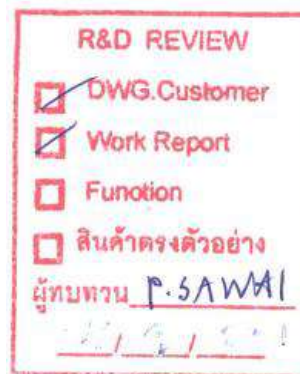 R&D REVIEW
DWG.Customer
Work Report
Function
สินค้าตรงตัวอย่าง
ผู้ทบทวน P.SAWAI